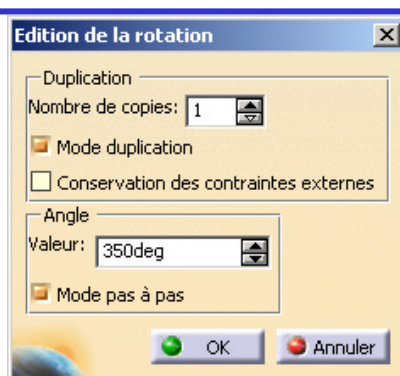 Edition de la rotation
Duplication
Nombre de copies: 1
Mode duplication
Conservation des contraintes externes
Angle
Valeur: 350deg
Mode pas à pas
OK Annuler